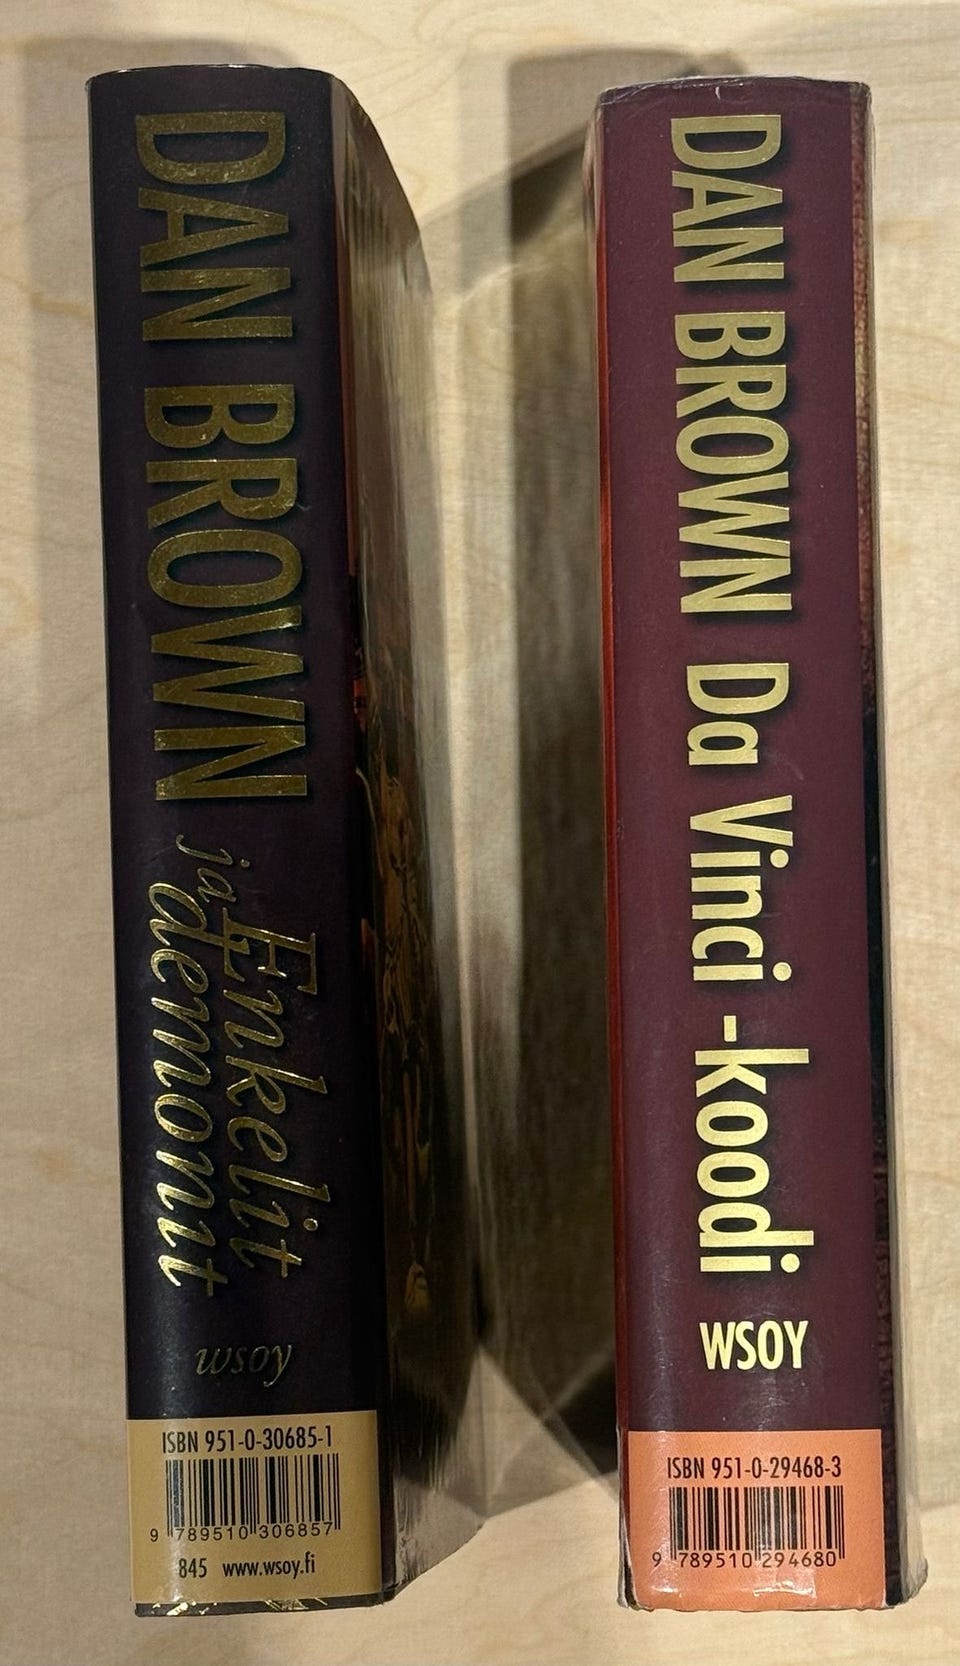 DAN BROWN
Enkelit
ja demonit
wsoy
ISBN 951-0-30685-1
9 789510 306857
845 www.wsoy.fi
DAN BROWN Da Vinci -koodi
WSOY
ISBN 951-0-29468-3
9 789510 294680